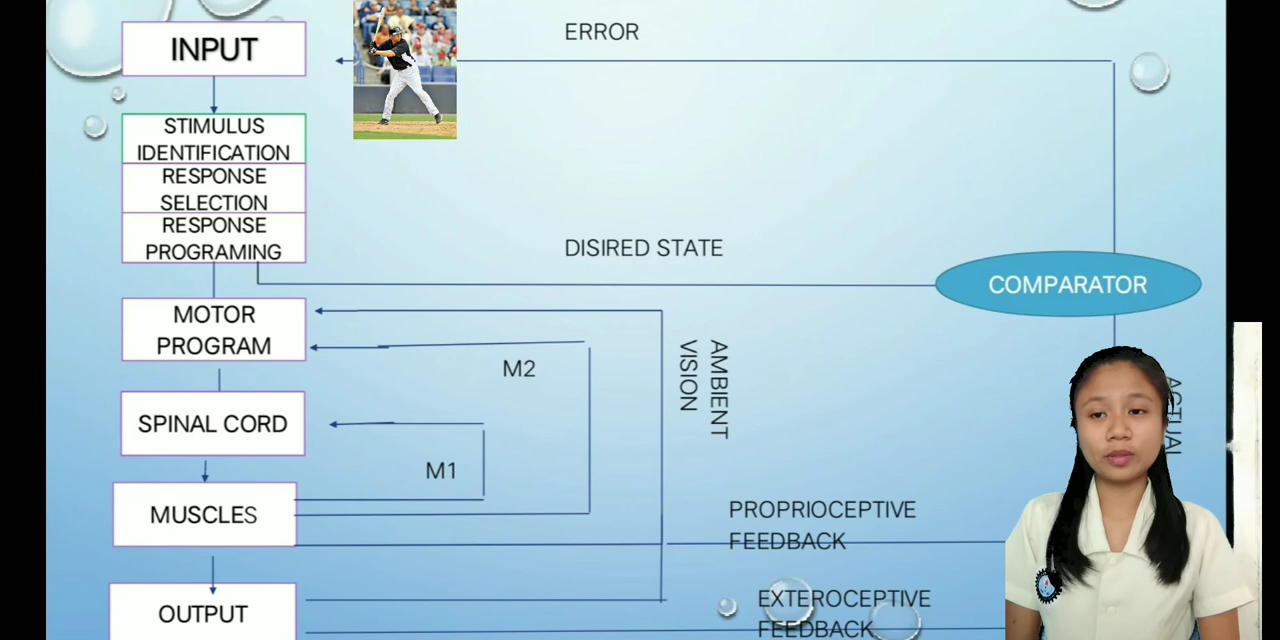 INPUT
ERROR
STIMULUS
IDENTIFICATION
RESPONSE
SELECTION
RESPONSE
PROGRAMING
DISIRED STATE
COMPARATOR
MOTOR
PROGRAM
M2
AMBIENT
VISION
ACTUAL
SPINAL CORD
M1
MUSCLES
PROPRIOCEPTIVE
FEEDBACK
OUTPUT
EXTEROCEPTIVE
FEEDBACK